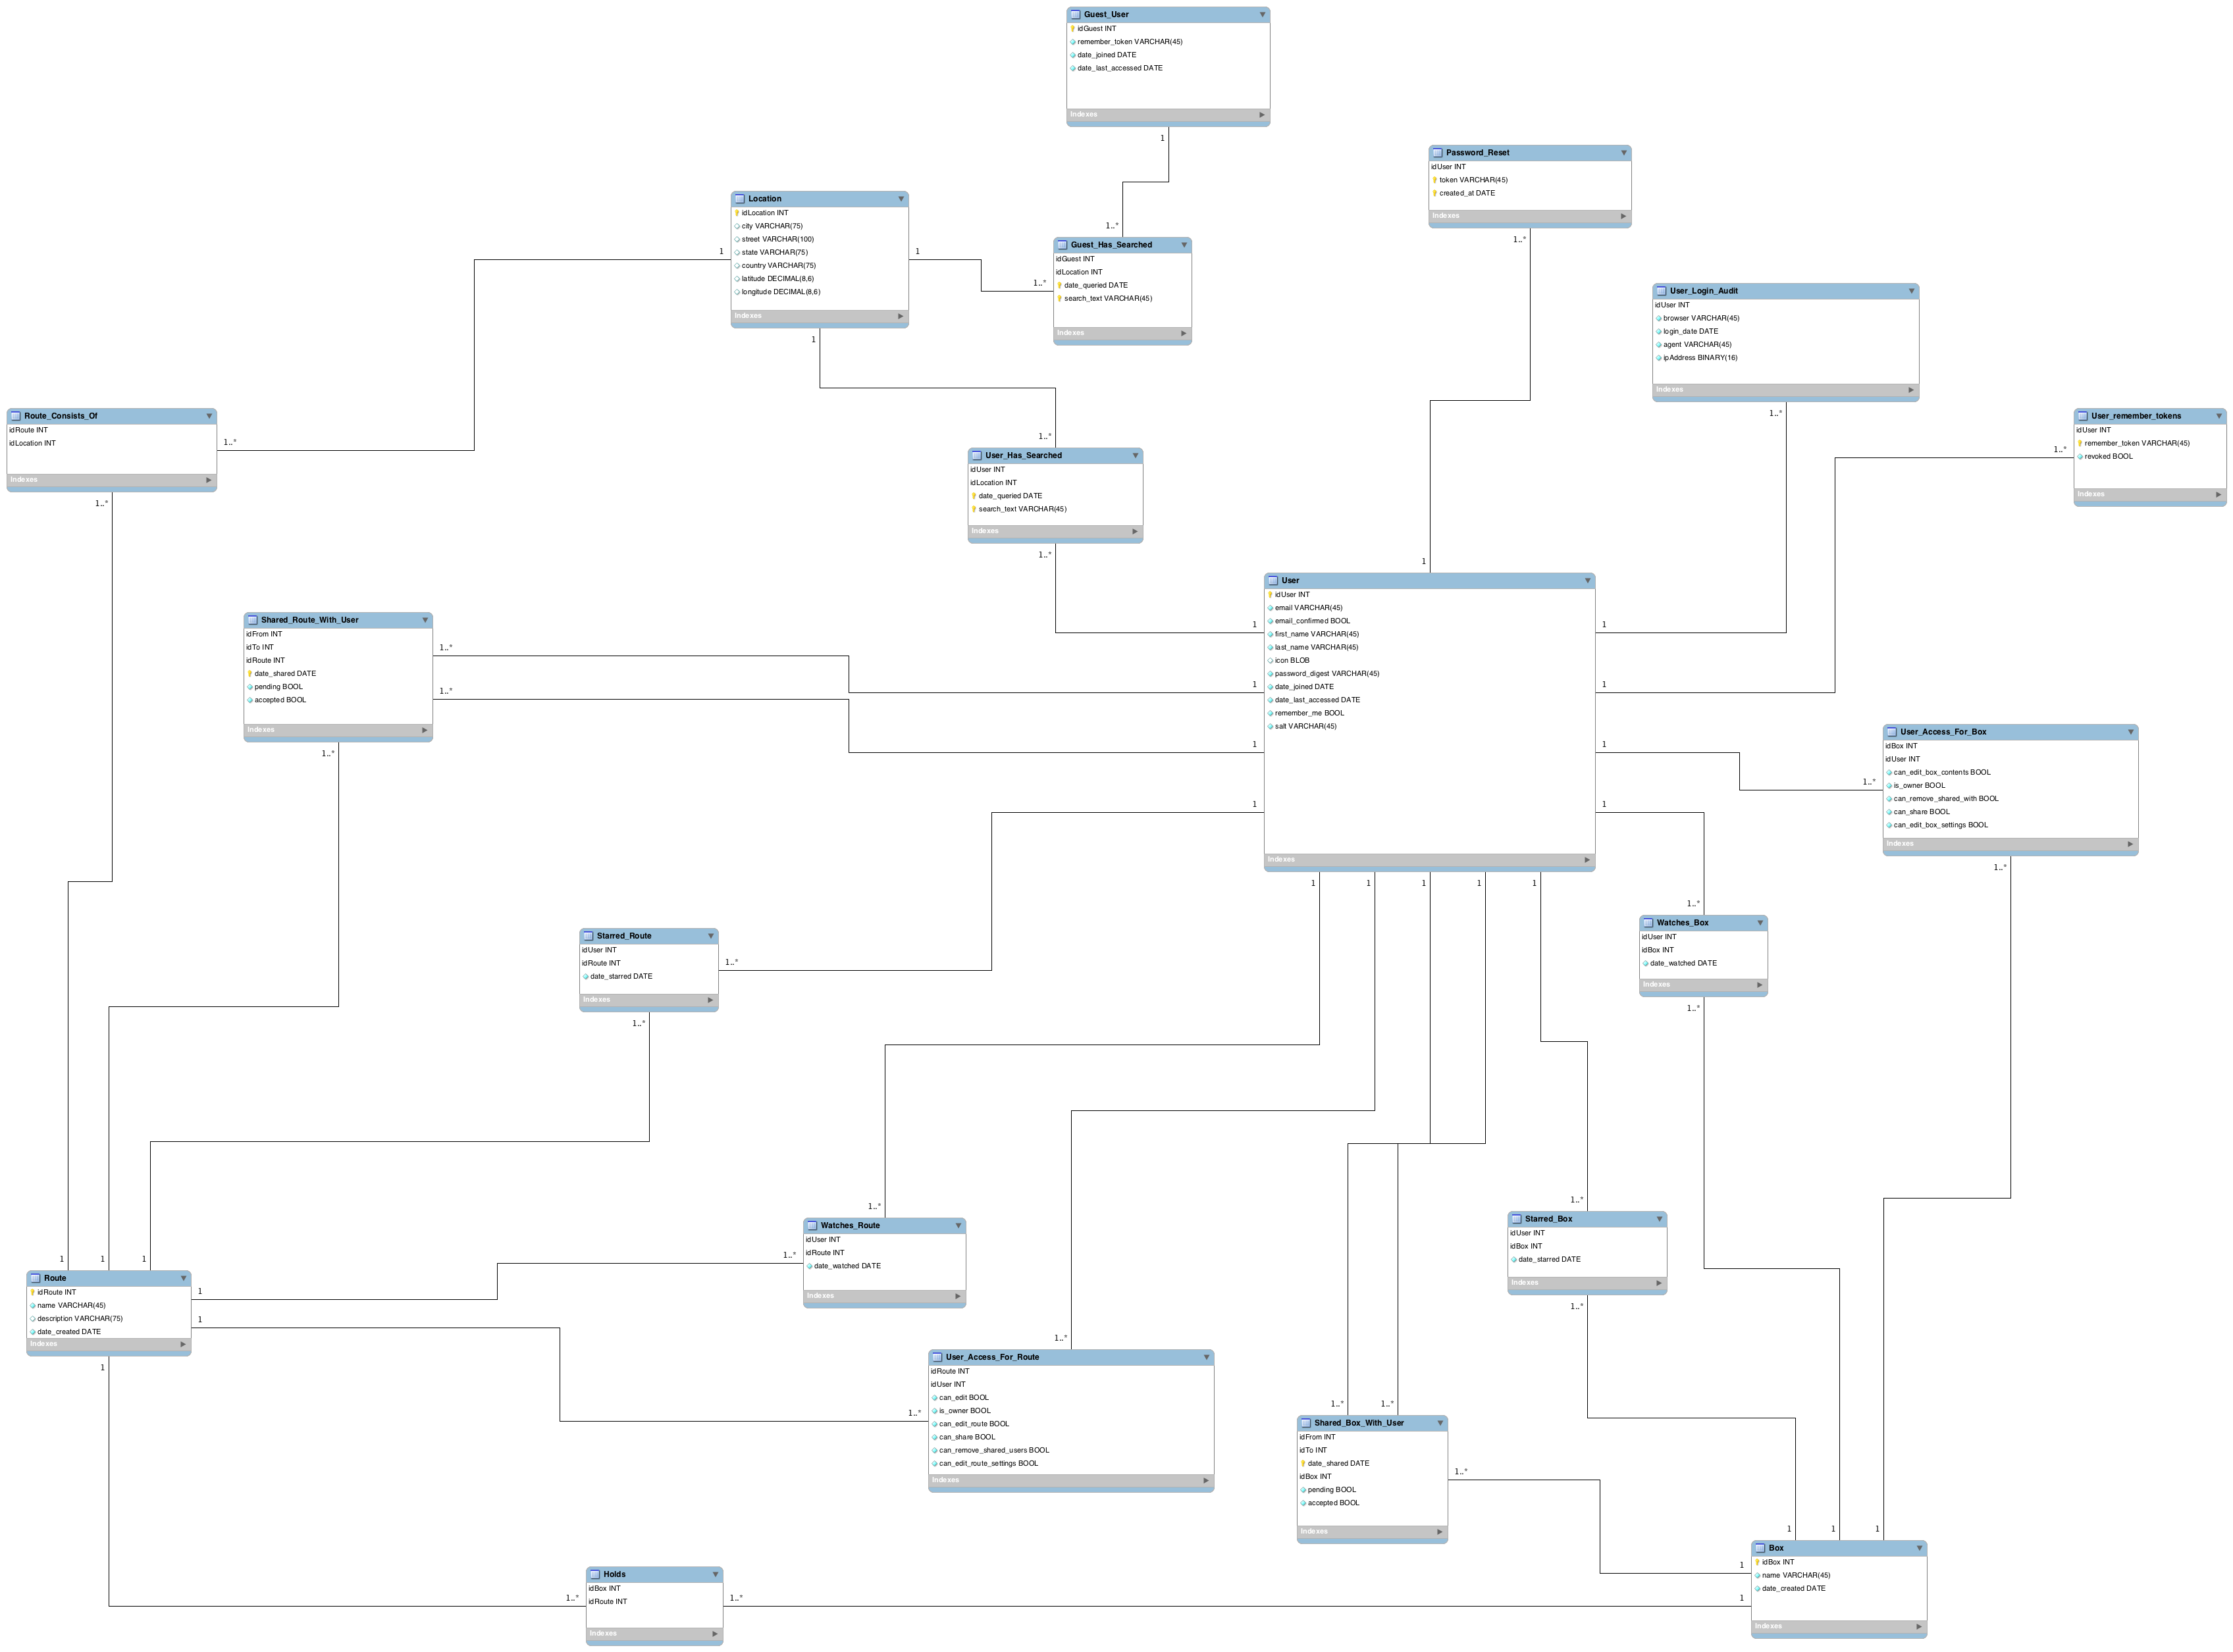 Guest_User
idGuest INT
remember_token VARCHAR(45)
date_joined DATE
date_last_accessed DATE
Indexes
1
1..*
Password_Reset
idUser INT
token VARCHAR(45)
created_at DATE
Indexes
1..*
1
Location
idLocation INT
city VARCHAR(75)
street VARCHAR(100)
state VARCHAR(75)
country VARCHAR(75)
latitude DECIMAL(8,6)
longitude DECIMAL(8,6)
Indexes
1
1
1
Guest_Has_Searched
idGuest INT
idLocation INT
date_queried DATE
search_text VARCHAR(45)
Indexes
1..*
User_Login_Audit
idUser INT
browser VARCHAR(45)
login_date DATE
agent VARCHAR(45)
ipAddress BINARY(16)
Indexes
1..*
Route_Consists_Of
idRoute INT
idLocation INT
Indexes
1..*
1..*
User_remember_tokens
idUser INT
remember_token VARCHAR(45)
revoked BOOL
Indexes
1..*
1..*
User_Has_Searched
idUser INT
idLocation INT
date_queried DATE
search_text VARCHAR(45)
Indexes
1..*
User
idUser INT
email VARCHAR(45)
email_confirmed BOOL
first_name VARCHAR(45)
last_name VARCHAR(45)
icon BLOB
password_digest VARCHAR(45)
date_joined DATE
date_last_accessed DATE
remember_me BOOL
salt VARCHAR(45)
Indexes
1
1
1
1
1
1
1
1
1
1
1
1
1
Shared_Route_With_User
idFrom INT
idTo INT
idRoute INT
date_shared DATE
pending BOOL
accepted BOOL
Indexes
1..*
1..*
1..*
User_Access_For_Box
idBox INT
idUser INT
can_edit_box_contents BOOL
is_owner BOOL
can_remove_shared_with BOOL
can_share BOOL
can_edit_box_settings BOOL
Indexes
1..*
1..*
Starred_Route
idUser INT
idRoute INT
date_starred DATE
Indexes
1..*
1..*
1..*
Watches_Box
idUser INT
idBox INT
date_watched DATE
Indexes
1..*
1..*
Watches_Route
idUser INT
idRoute INT
date_watched DATE
Indexes
1..*
1..*
Starred_Box
idUser INT
idBox INT
date_starred DATE
Indexes
1..*
1
1
1
Route
idRoute INT
name VARCHAR(45)
description VARCHAR(75)
date_created DATE
Indexes
1
1
1
1..*
1..*
User_Access_For_Route
idRoute INT
idUser INT
can_edit BOOL
is_owner BOOL
can_edit_route BOOL
can_share BOOL
can_remove_shared_users BOOL
can_edit_route_settings BOOL
Indexes
1..*
1..*
Shared_Box_With_User
idFrom INT
idTo INT
date_shared DATE
idBox INT
pending BOOL
accepted BOOL
Indexes
1..*
1
1
1
1
1
Box
idBox INT
name VARCHAR(45)
date_created DATE
Indexes
1..*
Holds
idBox INT
idRoute INT
Indexes
1..*